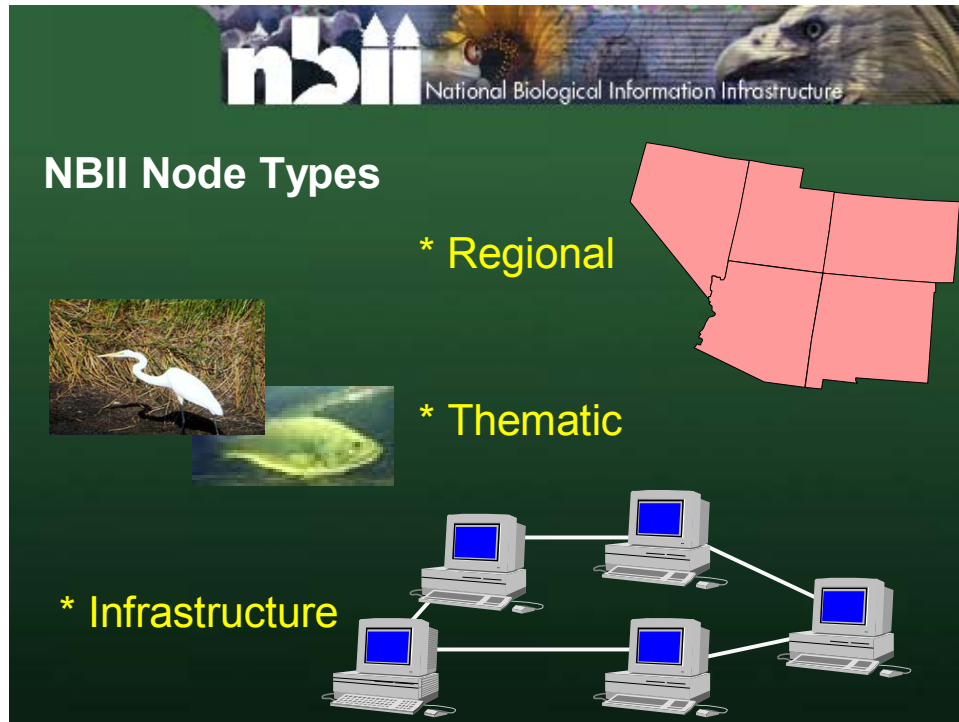 nbii
National Biological Information Infrastructure
NBII Node Types
* Regional
* Thematic
* Infrastructure